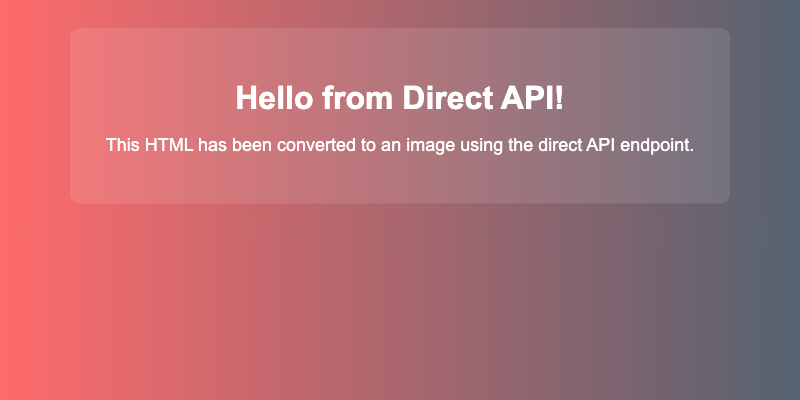 Hello from Direct API!
This HTML has been converted to an image using the direct API endpoint.